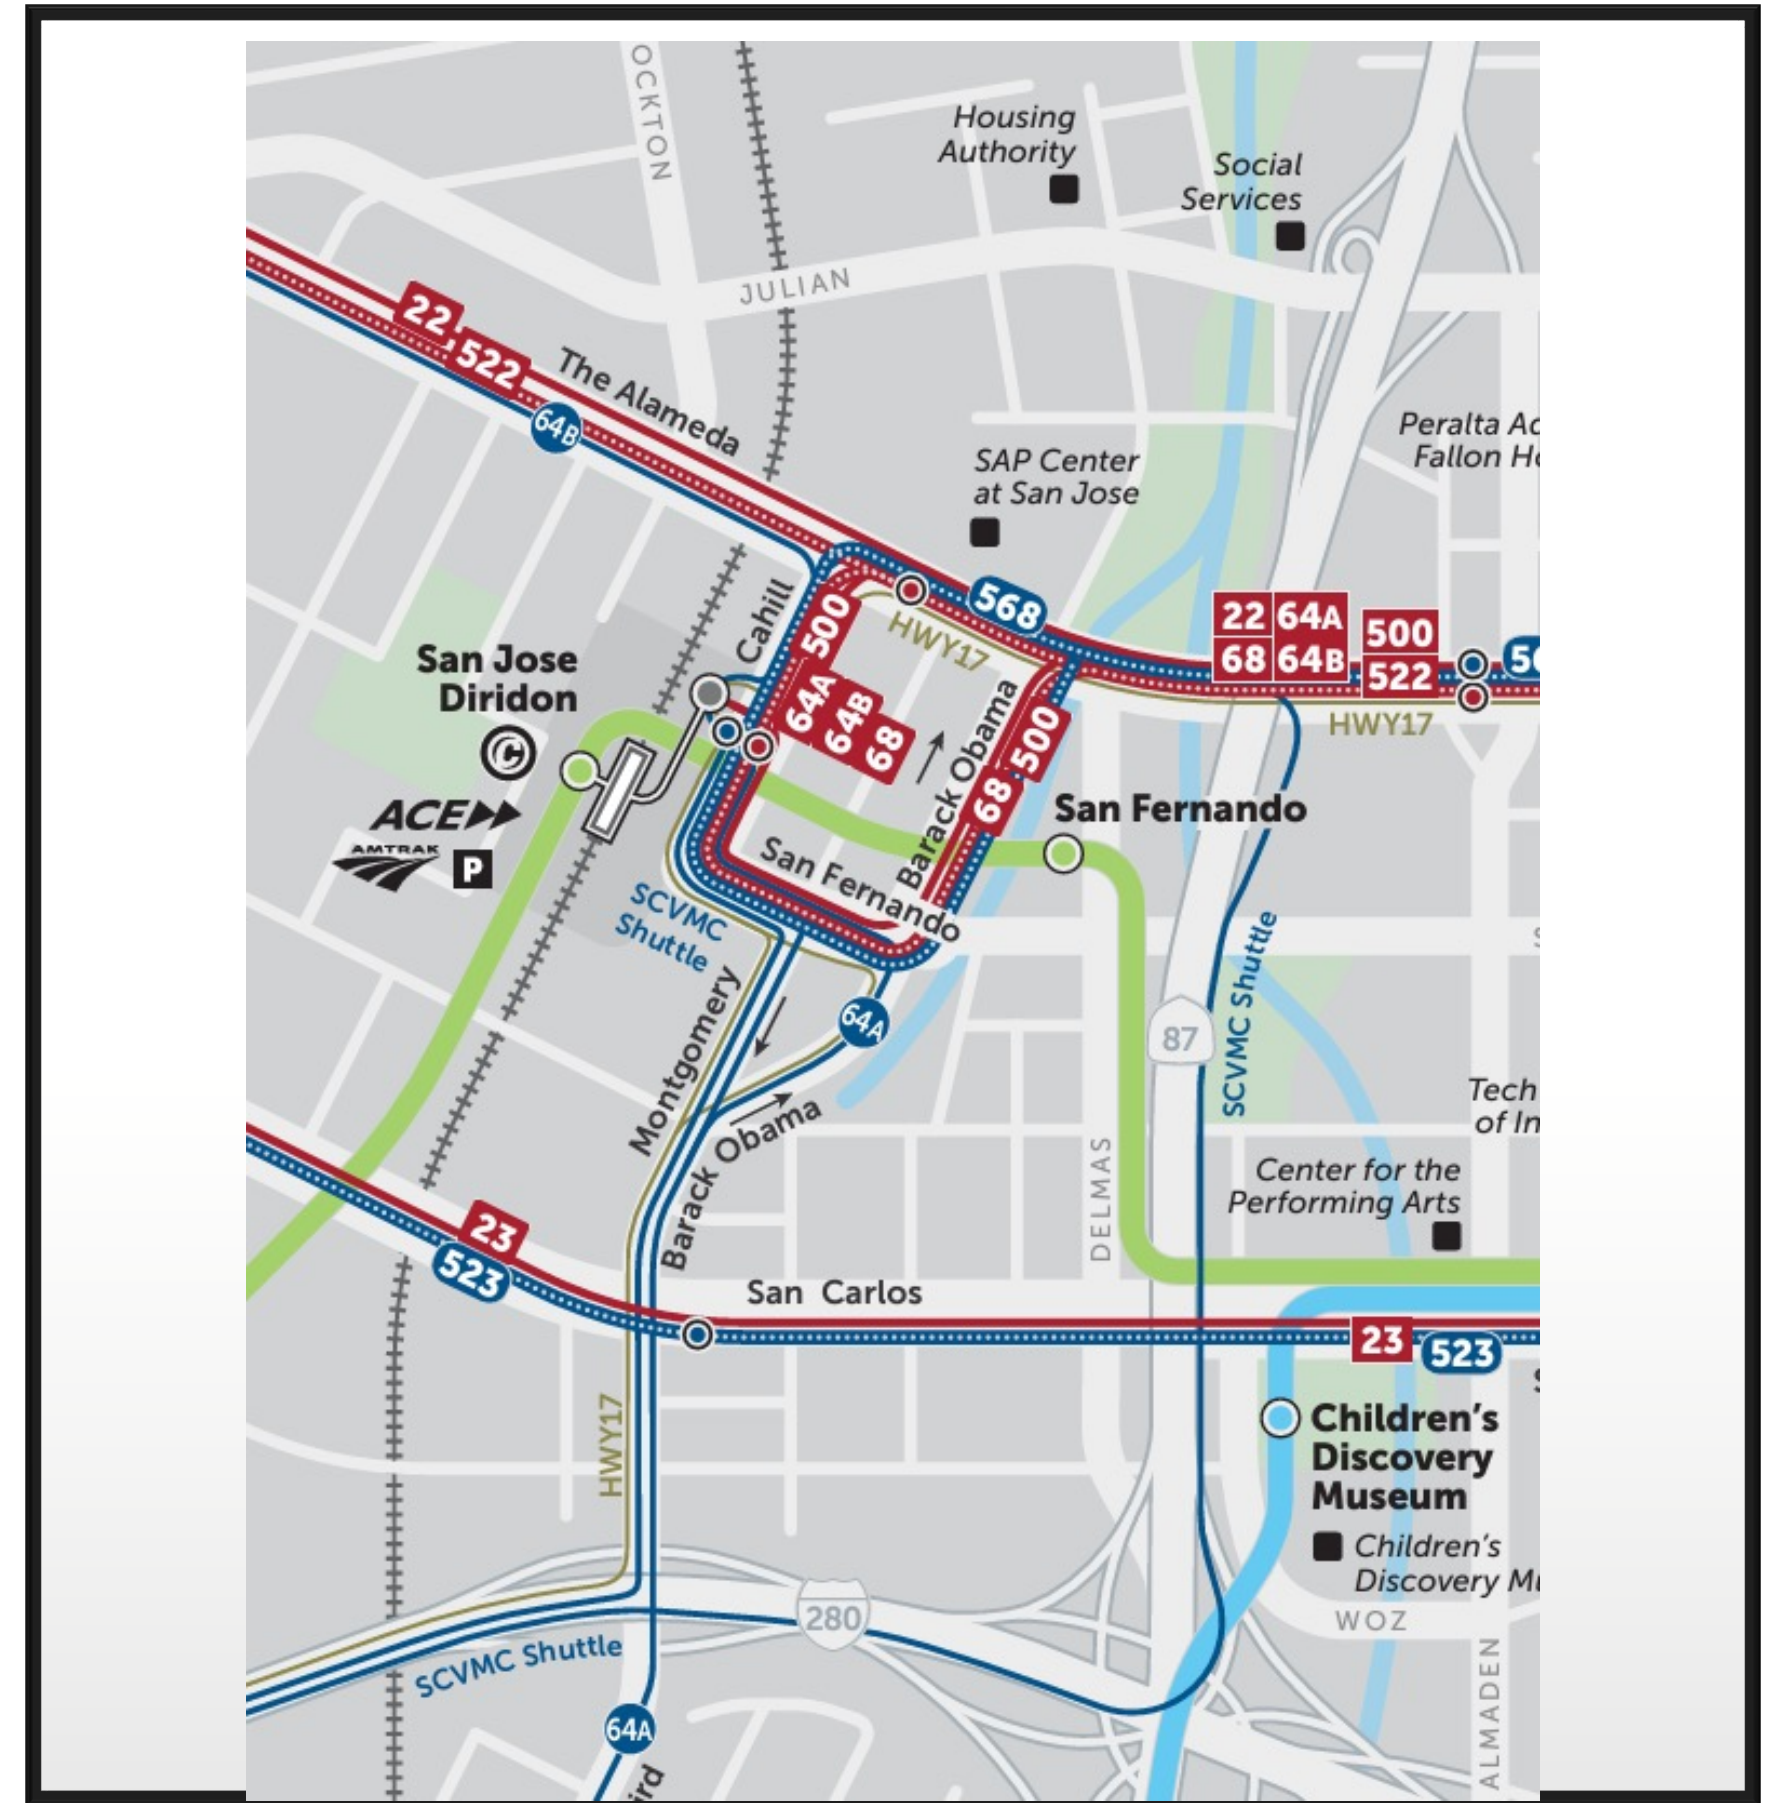 OCKTON
Housing
Authority
Social
Services
JULIAN
22
522
The Alameda
64B
Peralta Ad
Fallon Ho
SAP Center
at San Jose
568
HWY17
Cahill
500
22 64A
68 64B
500
522
56
HWY17
San Jose
Diridon
C
64A
64B
68
Barack Obama
500
68
San Fernando
ACE
AMTRAK
P
San Fernando
SCVMC
Shuttle
SCVMC Shuttle
S
Montgomery
64A
87
Barack Obama
Tech
of In
DELMAS
Center for the
Performing Arts
23
523
San Carlos
23
523
S
HWY17
Children's
Discovery
Museum
Children's
Discovery Mu
280
WOZ
SCVMC Shuttle
64A
ALMADEN
ird